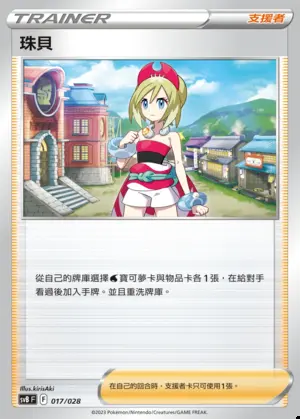 TRAINER 支援者
珠貝
從自己的牌庫選擇寶可夢卡與物品卡各1張,在給對手
看過後加入手牌。並且重洗牌庫。
Illus.kirisAki
svB F F 017/028
在自己的回合時,支援者卡只可使用1張。
©2023 Pokémon/Nintendo/Creatures/GAME FREAK.